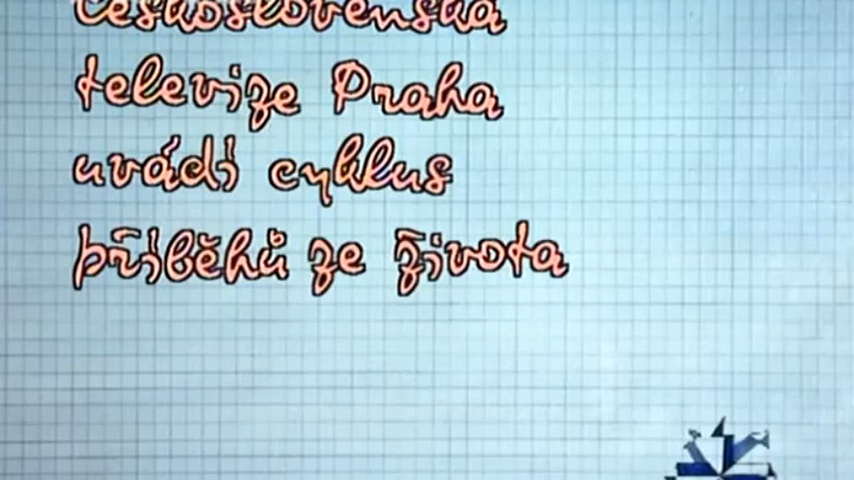 Československá
televize Praha
uvádí cyklus
příběhů ze života